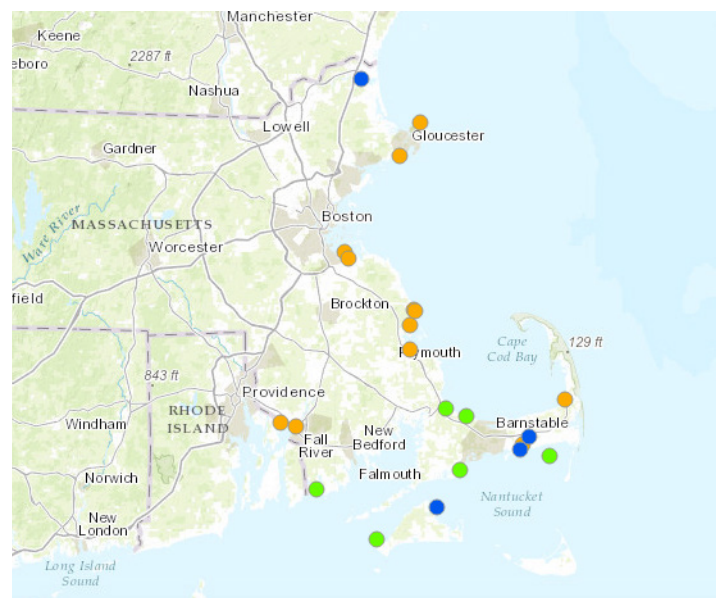 Manchester
Keene
2287 ft
eboro
Nashua
Lowell
Gloucester
Gardner
Boston
MASSACHUSETTS
Ware River
Worcester
field
Brockton
Cape
Cod Bay
129 ft
Plymouth
843 ft
Providence
RHODE
ISLAND
Windham
Barnstable
New
Bedford
Fall
River
Falmouth
Norwich
Nantucket
Sound
New
London
Long Island
Sound